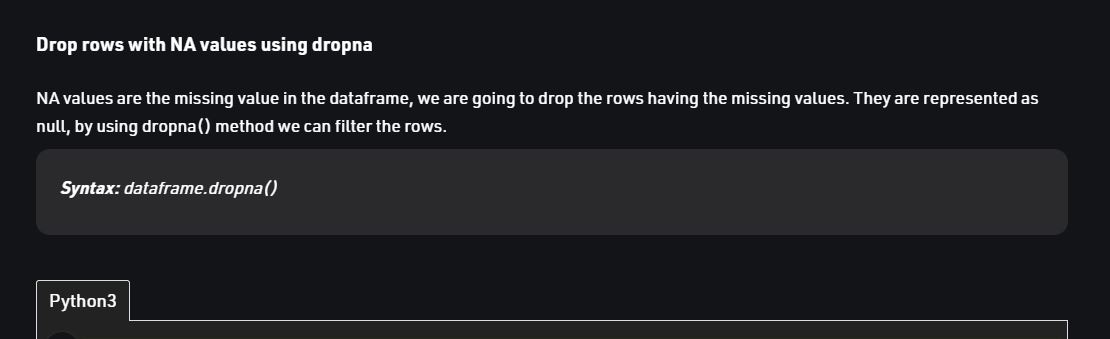 Drop rows with NA values using dropna
NA values are the missing value in the dataframe, we are going to drop the rows having the missing values. They are represented as
null, by using dropna() method we can filter the rows.
Syntax: dataframe.dropna()
Python3